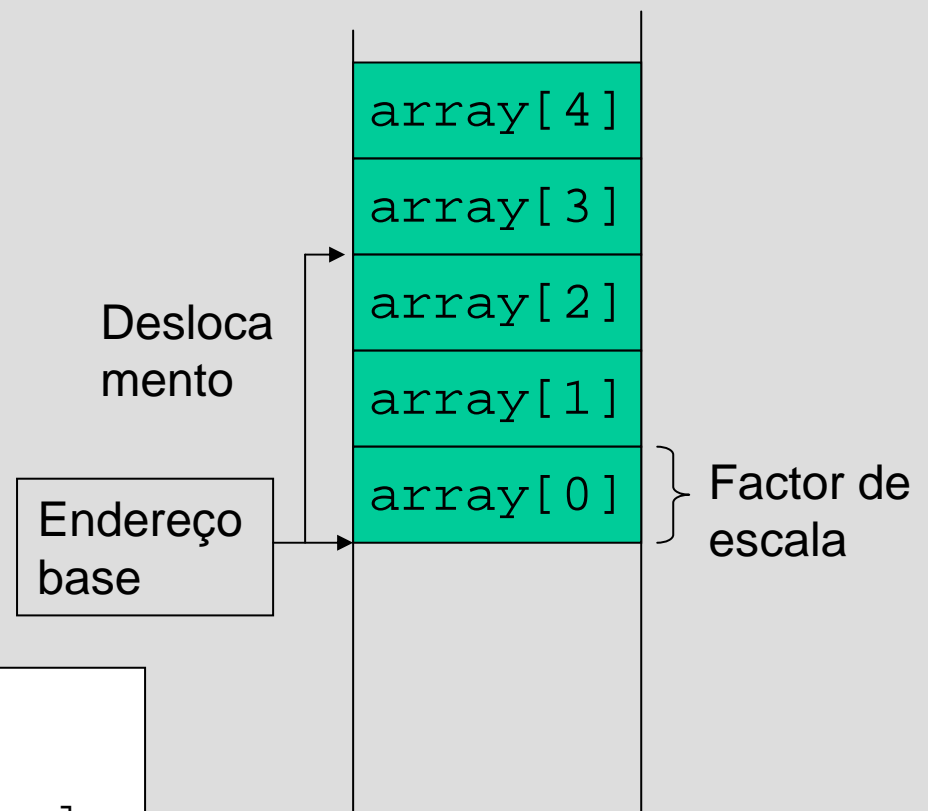 array[4]
array[3]
array[2]
array[1]
array[0]
Desloca
mento
Endereço
base
Factor de
escala